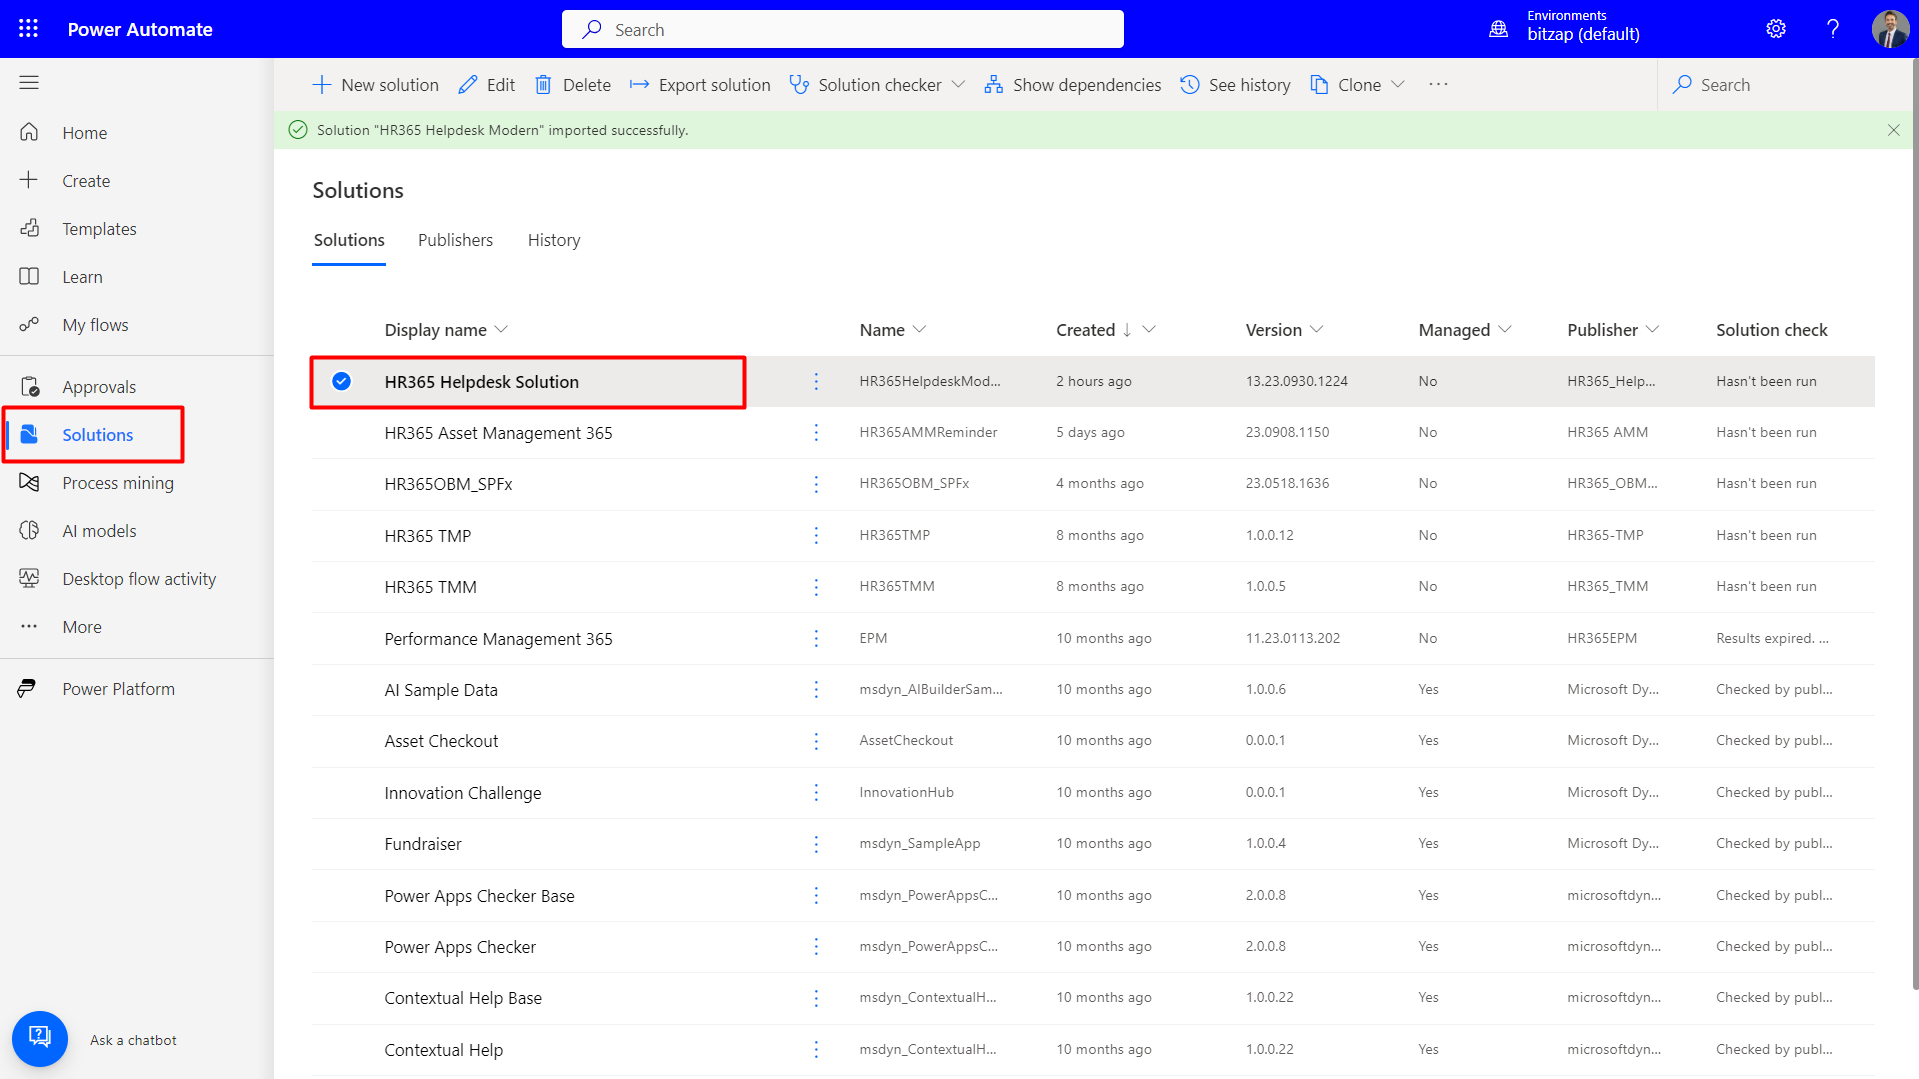 Power Automate
Search
Environments
bitzap (default)
New solution Edit Delete Export solution Solution checker Show dependencies See history Clone ··· Search
Solution "HR365 Helpdesk Modern" imported successfully.
Home
Create
Templates
Learn
My flows
Approvals
Solutions
Process mining
AI models
Desktop flow activity
More
Power Platform
Ask a chatbot
Solutions
Solutions Publishers History
Display name Name Created ↓ Version Managed Publisher Solution check
HR365 Helpdesk Solution HR365HelpdeskMod... 2 hours ago 13.23.0930.1224 No HR365_Help... Hasn't been run
HR365 Asset Management 365 HR365AMMReminder 5 days ago 23.0908.1150 No HR365 AMM Hasn't been run
HR365OBM_SPFx HR365OBM_SPFx 4 months ago 23.0518.1636 No HR365_OBM... Hasn't been run
HR365 TMP HR365TMP 8 months ago 1.0.0.12 No HR365-TMP Hasn't been run
HR365 TMM HR365TMM 8 months ago 1.0.0.5 No HR365_TMM Hasn't been run
Performance Management 365 EPM 10 months ago 11.23.0113.202 No HR365EPM Results expired. ...
AI Sample Data msdyn_AIBuilderSam... 10 months ago 1.0.0.6 Yes Microsoft Dy... Checked by publ...
Asset Checkout AssetCheckout 10 months ago 0.0.0.1 Yes Microsoft Dy... Checked by publ...
Innovation Challenge InnovationHub 10 months ago 0.0.0.1 Yes Microsoft Dy... Checked by publ...
Fundraiser msdyn_SampleApp 10 months ago 1.0.0.4 Yes Microsoft Dy... Checked by publ...
Power Apps Checker Base msdyn_PowerAppsC... 10 months ago 2.0.0.8 Yes microsoftdyn... Checked by publ...
Power Apps Checker msdyn_PowerAppsC... 10 months ago 2.0.0.8 Yes microsoftdyn... Checked by publ...
Contextual Help Base msdyn_ContextualH... 10 months ago 1.0.0.22 Yes microsoftdyn... Checked by publ...
Contextual Help msdyn_ContextualH... 10 months ago 1.0.0.22 Yes microsoftdyn... Checked by publ...